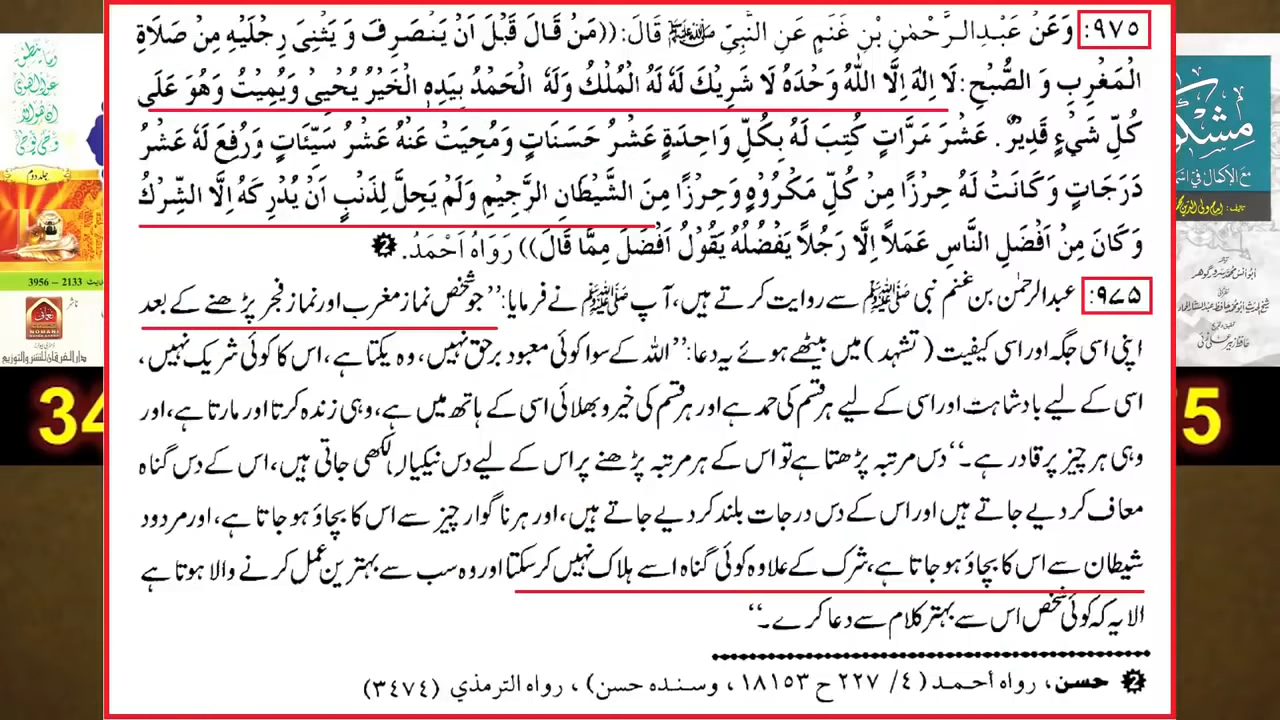 ٩٧٥: وَعَنْ عَبْدِالرَّحْمٰنِ بْنِ غَنَمٍ عَنِ النَّبِيِّ ﷺ قَالَ: ((مَنْ قَالَ قَبْلَ اَنْ يَنْصَرِفَ وَ يَثْنِىَ رِجْلَيْهِ مِنْ صَلَاةِ
الْمَغْرِبِ وَ الصُّبْحِ: لَا اِلٰهَ اِلَّا اللّٰهُ وَحْدَهُ لَا شَرِيْكَ لَهٗ لَهُ الْمُلْكُ وَلَهُ الْحَمْدُ بِيَدِهِ الْخَيْرُ يُحْيِىْ وَيُمِيْتُ وَهُوَ عَلَى
كُلِّ شَيْءٍ قَدِيْرٌ. عَشْرَ مَرَّاتٍ كُتِبَ لَهُ بِكُلِّ وَاحِدَةٍ عَشْرُ حَسَنَاتٍ وَمُحِيَتْ عَنْهُ عَشْرُ سَيِّئَاتٍ وَرُفِعَ لَهُ عَشْرُ
دَرَجَاتٍ وَكَانَتْ لَهُ حِرْزًا مِنْ كُلِّ مَكْرُوْهٍ وَحِرْزًا مِنَ الشَّيْطَانِ الرَّجِيْمِ وَلَمْ يَحِلَّ لِذَنْبٍ اَنْ يُدْرِكَهُ اِلَّا الشِّرْكُ
وَكَانَ مِنْ اَفْضَلِ النَّاسِ عَمَلًا اِلَّا رَجُلًا يَفْضُلُهُ يَقُوْلُ اَفْضَلَ مِمَّا قَالَ)) رَوَاهُ اَحْمَدُ. 2
٩٧٥: عبدالرحمٰن بن غنم نبی ﷺ سے روایت کرتے ہیں، آپ ﷺ نے فرمایا: ’’جو شخص نماز مغرب اور نماز فجر پڑھنے کے بعد
اپنی اسی جگہ اور اسی کیفیت (تشہد) میں بیٹھے ہوئے یہ دعا: ’’اللہ کے سوا کوئی معبود برحق نہیں، وہ یکتا ہے، اس کا کوئی شریک نہیں،
اسی کے لیے بادشاہت اور اسی کے لیے ہر قسم کی حمد ہے اور ہر قسم کی خیر و بھلائی اسی کے ہاتھ میں ہے، وہی زندہ کرتا اور مارتا ہے، اور
وہی ہر چیز پر قادر ہے۔‘‘ دس مرتبہ پڑھتا ہے تو اس کے ہر مرتبہ پڑھنے پر اس کے لیے دس نیکیاں لکھی جاتی ہیں، اس کے دس گناہ
معاف کر دیے جاتے ہیں اور اس کے دس درجات بلند کر دیے جاتے ہیں، اور ہر ناگوار چیز سے اس کا بچاؤ ہو جاتا ہے، اور مردود
شیطان سے اس کا بچاؤ ہو جاتا ہے، شرک کے علاوہ کوئی گناہ اسے ہلاک نہیں کر سکتا اور وہ سب سے بہترین عمل کرنے والا ہوتا ہے
الا یہ کہ کوئی شخص اس سے بہتر کلام سے دعا کرے۔‘‘
2 حسن، رواه أحمد (٤/ ٢٢٧ ح ١٨١٥٣، وسنده حسن)، رواه الترمذي (٣٤٧٤)
جلد دوم
2133 – 3956
ناشر
NOMANI
دار الفرقان للنشر والتوزيع
34
5